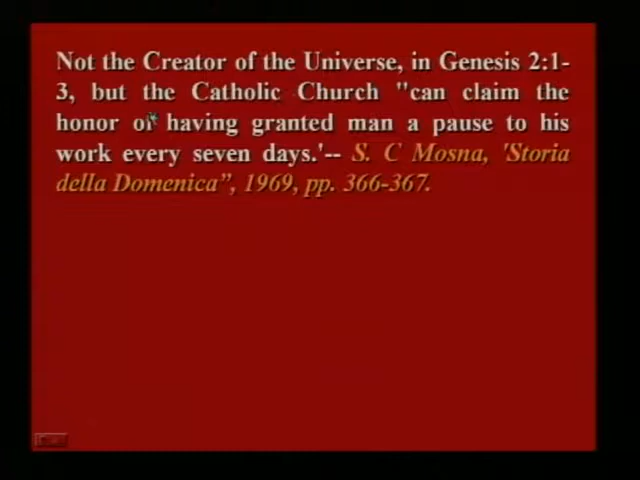 Not the Creator of the Universe, in Genesis 2:1-
3, but the Catholic Church "can claim the
honor of having granted man a pause to his
work every seven days.'-- S. C Mosna, 'Storia
della Domenica”, 1969, pp. 366-367.